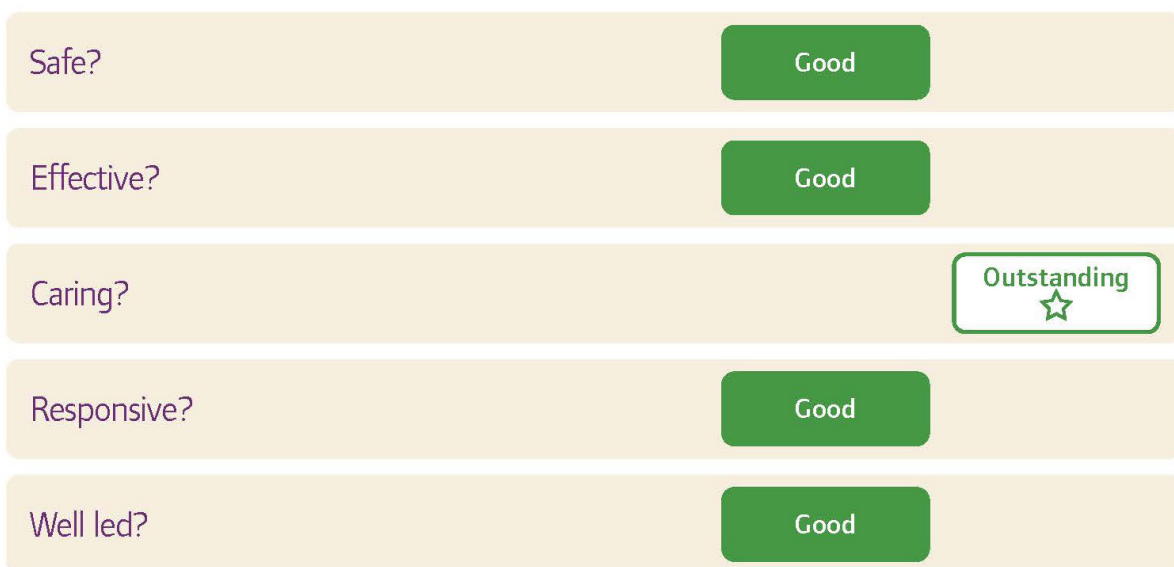 Safe?
Good
Effective?
Good
Caring?
Outstanding
Responsive?
Good
Well led?
Good